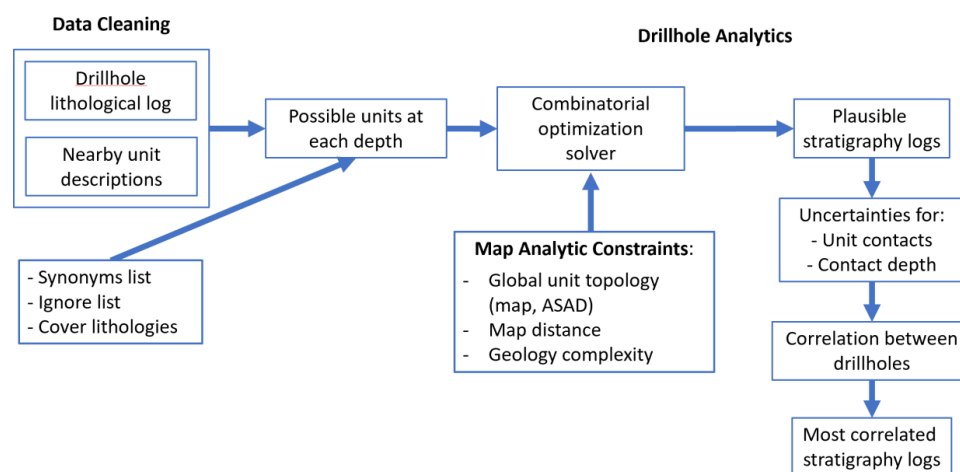 Data Cleaning
Drillhole
lithological log
Nearby unit
descriptions
- Synonyms list
- Ignore list
- Cover lithologies
Possible units at
each depth
Drillhole Analytics
Combinatorial
optimization
solver
Map Analytic Constraints:
- Global unit topology
(map, ASAD)
- Map distance
- Geology complexity
Plausible
stratigraphy logs
Uncertainties for:
- Unit contacts
- Contact depth
Correlation between
drillholes
Most correlated
stratigraphy logs